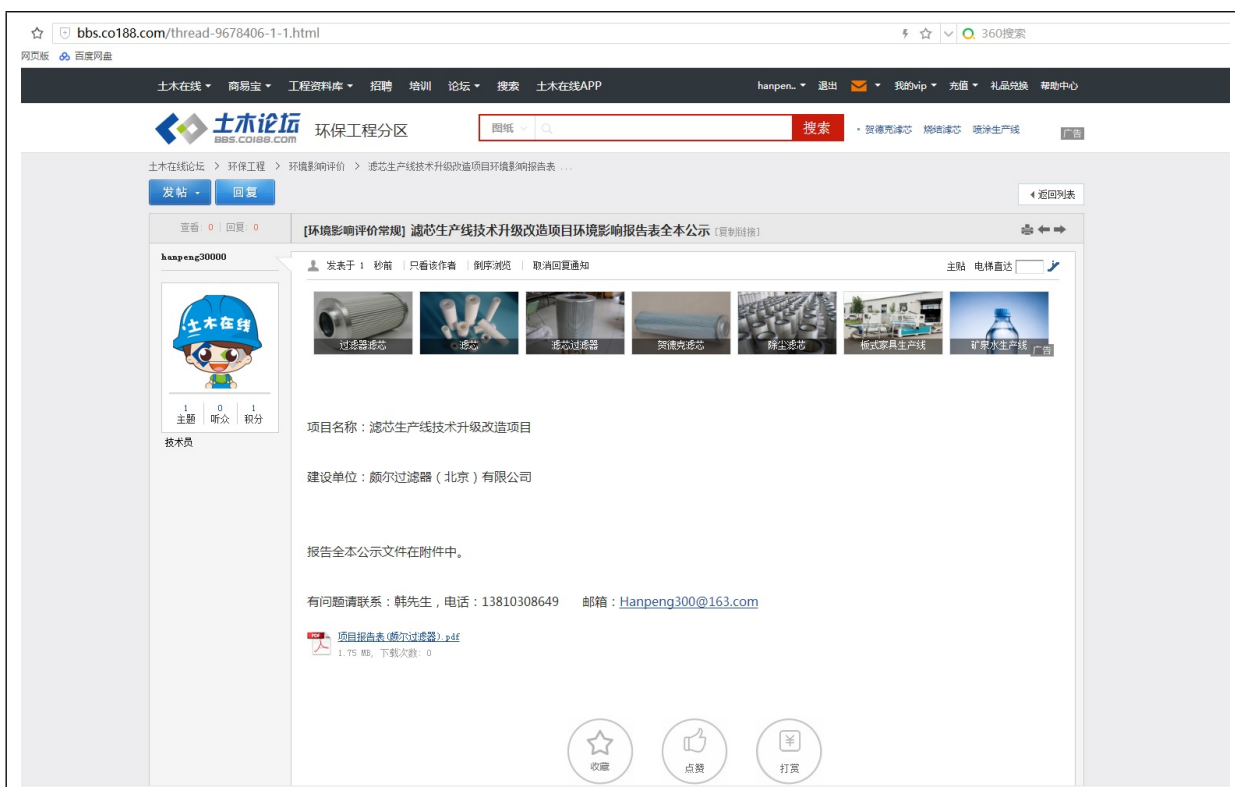 bbs.co188.com/thread-9678406-1-1.html
360搜索
网页版 百度网盘
土木在线 商易宝 工程资料库 招聘 培训 论坛 搜索 土木在线APP hanpen.. 退出 我的vip 充值 礼品兑换 帮助中心
土木论坛
BBS.CO188.COM
环保工程分区
图纸
搜索
· 贺德克滤芯 烧结滤芯 喷涂生产线
广告
土木在线论坛 > 环保工程 > 环境影响评价 > 滤芯生产线技术升级改造项目环境影响报告表 ...
发帖 回复
返回列表
查看: 0 | 回复: 0
[环境影响评价常规] 滤芯生产线技术升级改造项目环境影响报告表全本公示 [复制链接]
hanpeng30000
发表于 1 秒前 | 只看该作者 | 倒序浏览 | 取消回复通知
主贴 电梯直达
土木在线
过滤器滤芯 滤芯 滤芯过滤器 贺德克滤芯 除尘滤芯 板式家具生产线 矿泉水生产线 广告
1 0 1
主题 听众 积分
技术员
项目名称：滤芯生产线技术升级改造项目
建设单位：颇尔过滤器（北京）有限公司
报告全本公示文件在附件中。
有问题请联系：韩先生，电话：13810308649 邮箱：Hanpeng300@163.com
项目报告表(颇尔过滤器).pdf
1.75 MB, 下载次数: 0
收藏 点赞 打赏